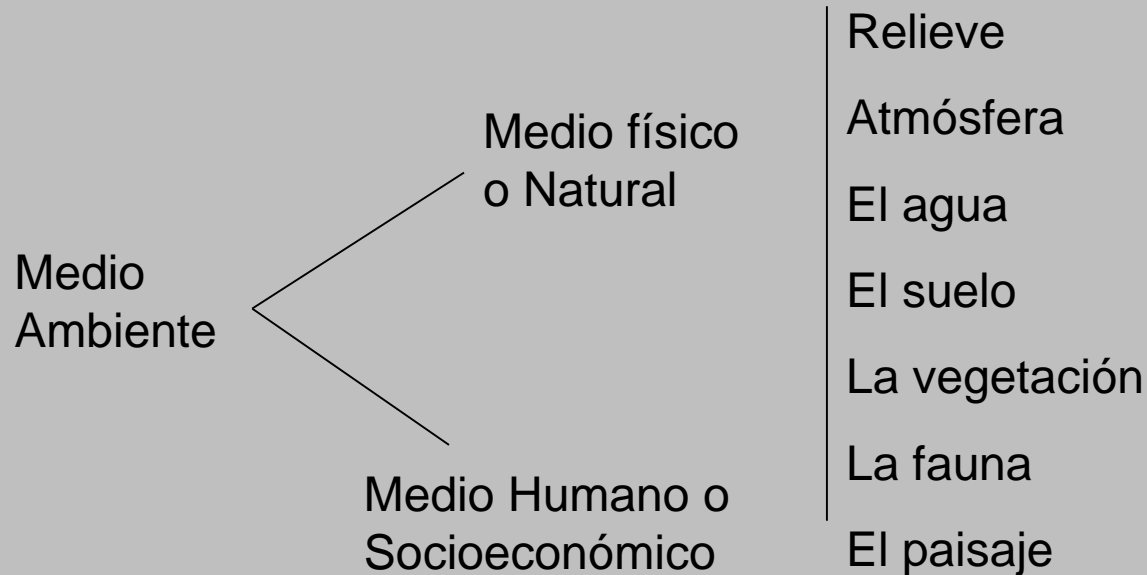 Medio
Ambiente
Medio físico
o Natural
Medio Humano o
Socioeconómico
Relieve
Atmósfera
El agua
El suelo
La vegetación
La fauna
El paisaje